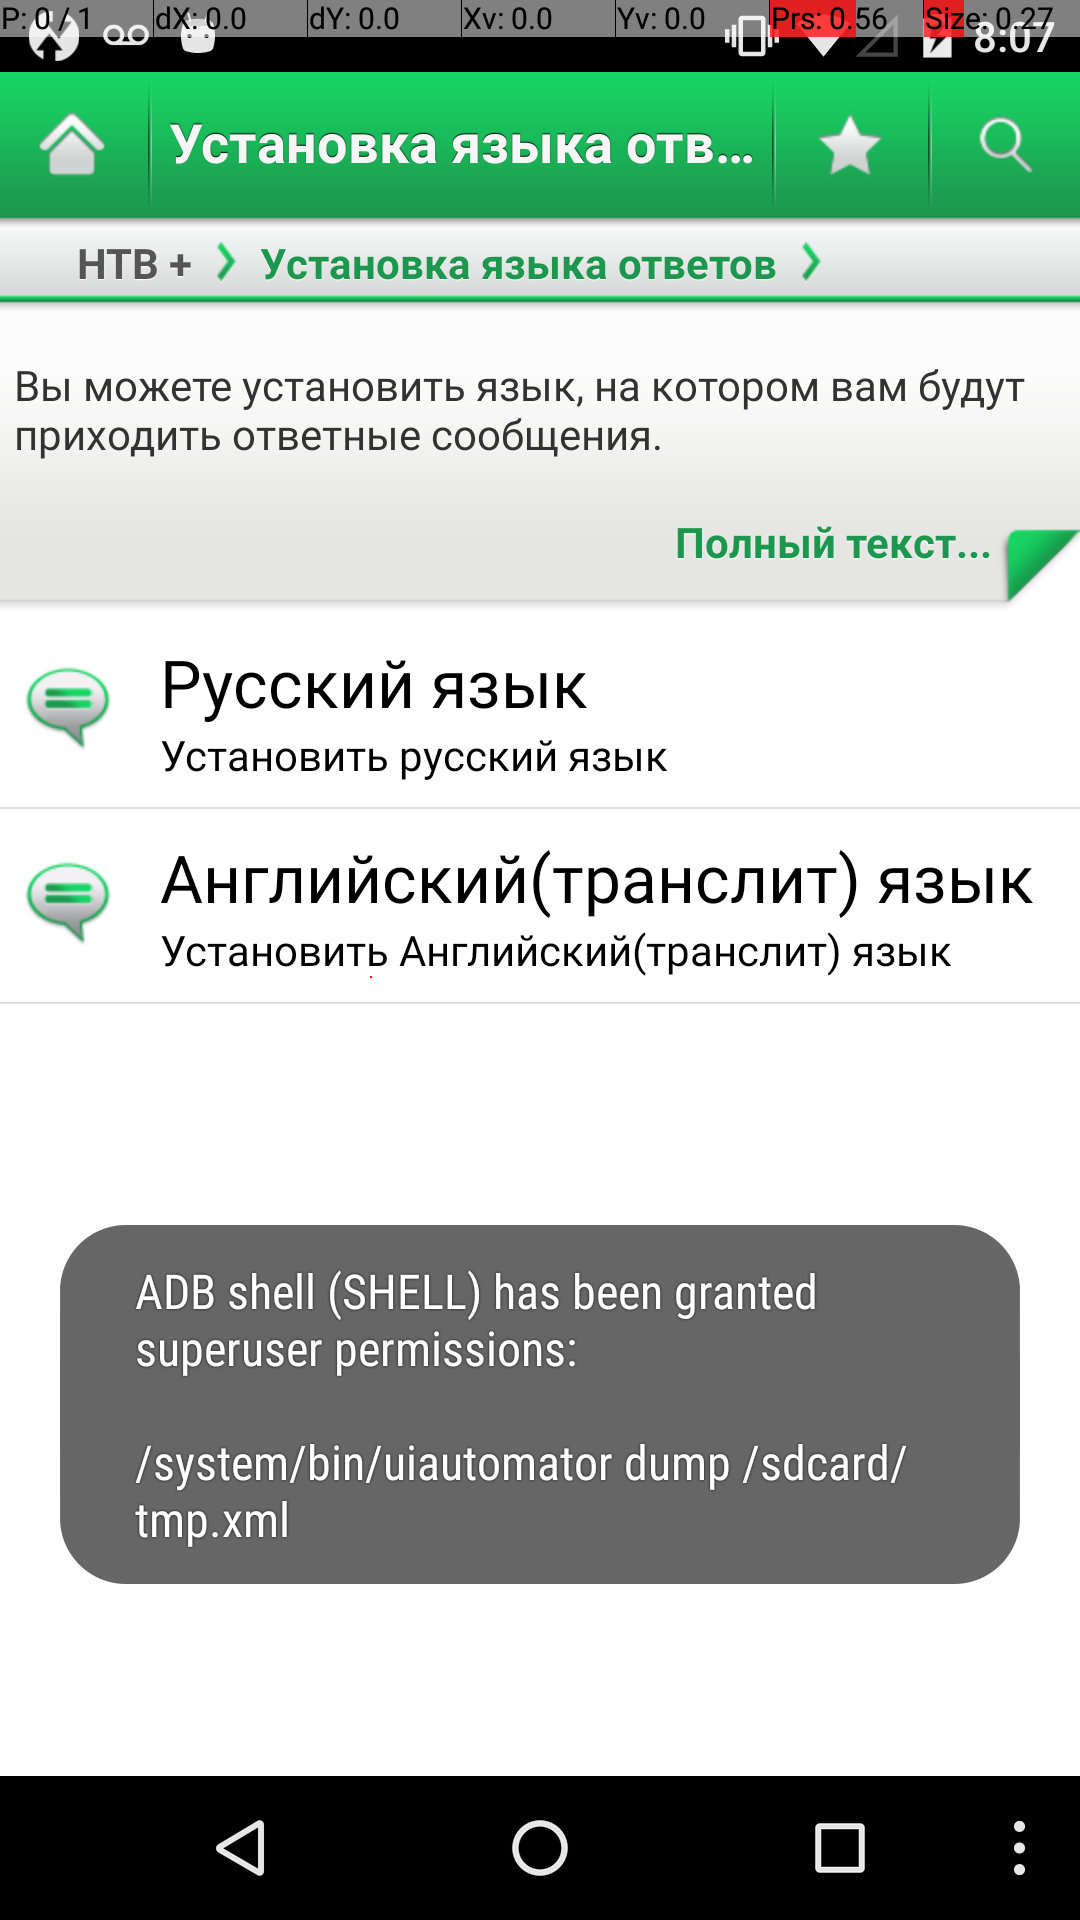 P: 0 / 1 dX: 0.0 dY: 0.0 Xv: 0.0 Yv: 0.0 Prs: 0.56 Size: 0.27
8:07
Установка языка отв...
НТВ + Установка языка ответов
Вы можете установить язык, на котором вам будут
приходить ответные сообщения.
Полный текст...
Русский язык
Установить русский язык
Английский(транслит) язык
Установить Английский(транслит) язык
ADB shell (SHELL) has been granted
superuser permissions:
/system/bin/uiautomator dump /sdcard/
tmp.xml